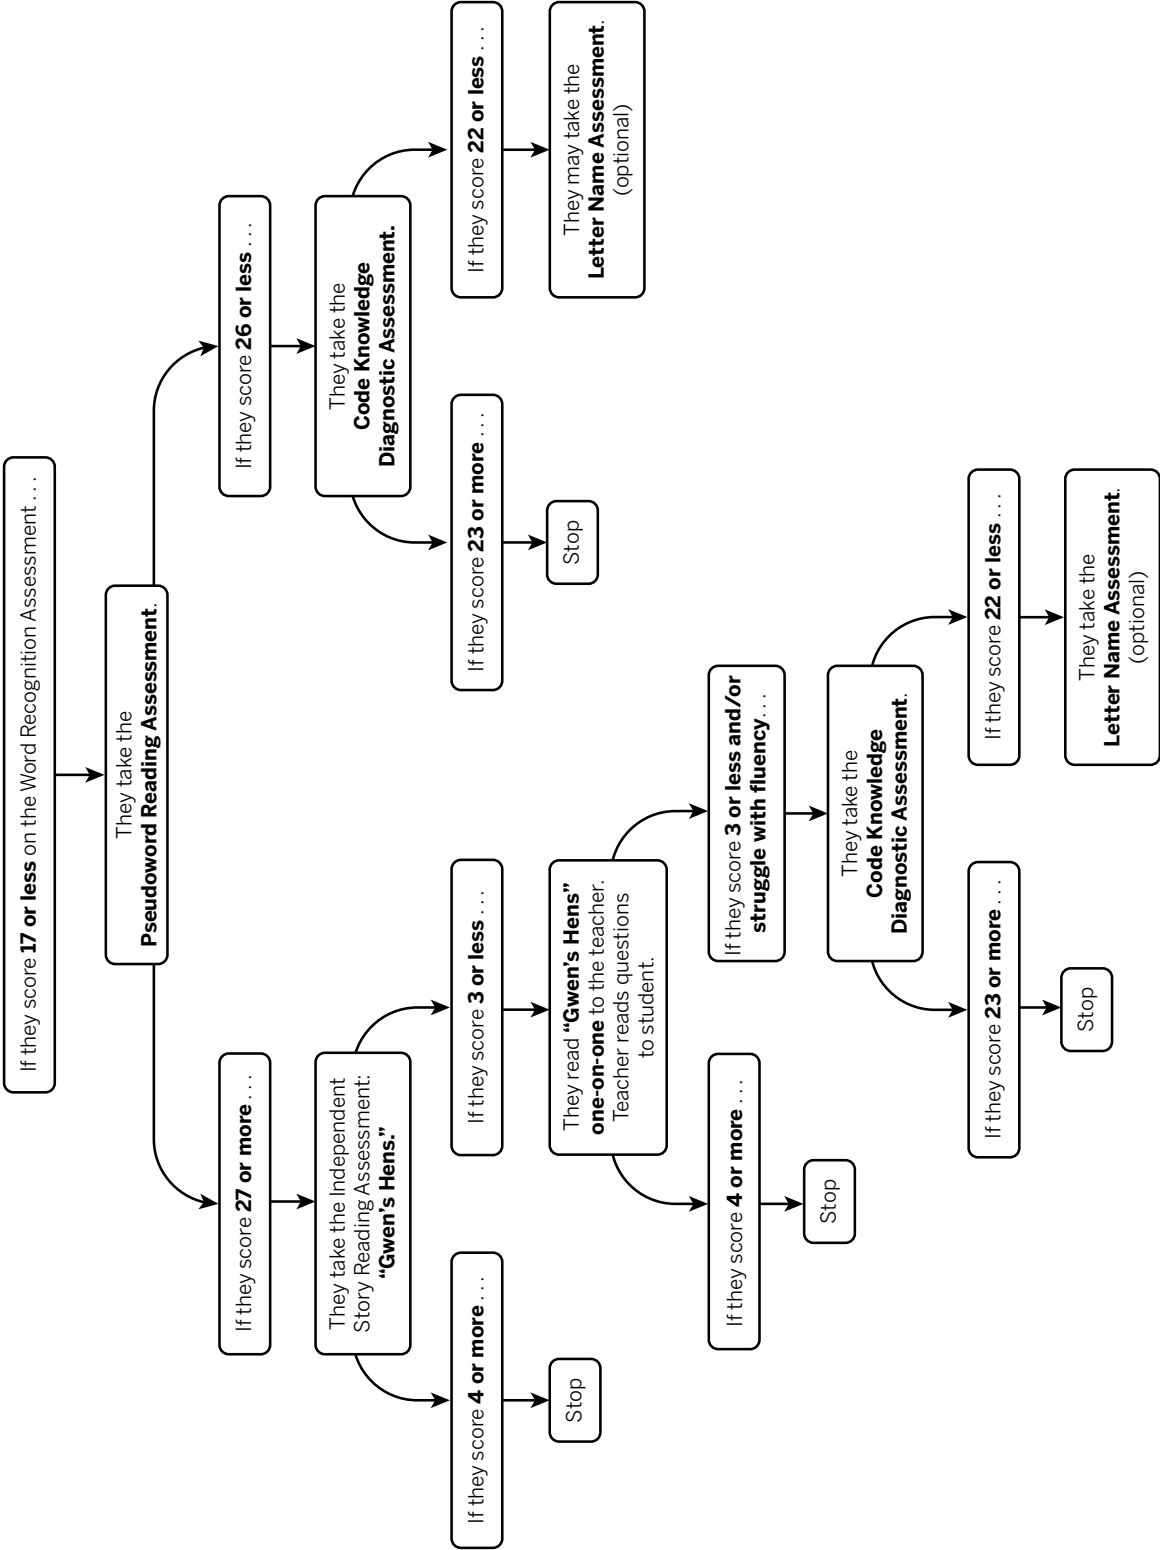 If they score 17 or less on the Word Recognition Assessment . . .
They take the
Pseudoword Reading Assessment.
If they score 27 or more . . .
If they score 26 or less . . .
They take the Independent
Story Reading Assessment:
“Gwen’s Hens.”
They take the
Code Knowledge
Diagnostic Assessment.
If they score 4 or more . . .
If they score 3 or less . . .
If they score 23 or more . . .
If they score 22 or less . . .
Stop
They read “Gwen’s Hens”
one-on-one to the teacher.
Teacher reads questions
to student.
Stop
They may take the
Letter Name Assessment.
(optional)
If they score 4 or more . . .
If they score 3 or less and/or
struggle with fluency. . .
Stop
They take the
Code Knowledge
Diagnostic Assessment.
If they score 23 or more . . .
If they score 22 or less . . .
Stop
They take the
Letter Name Assessment.
(optional)